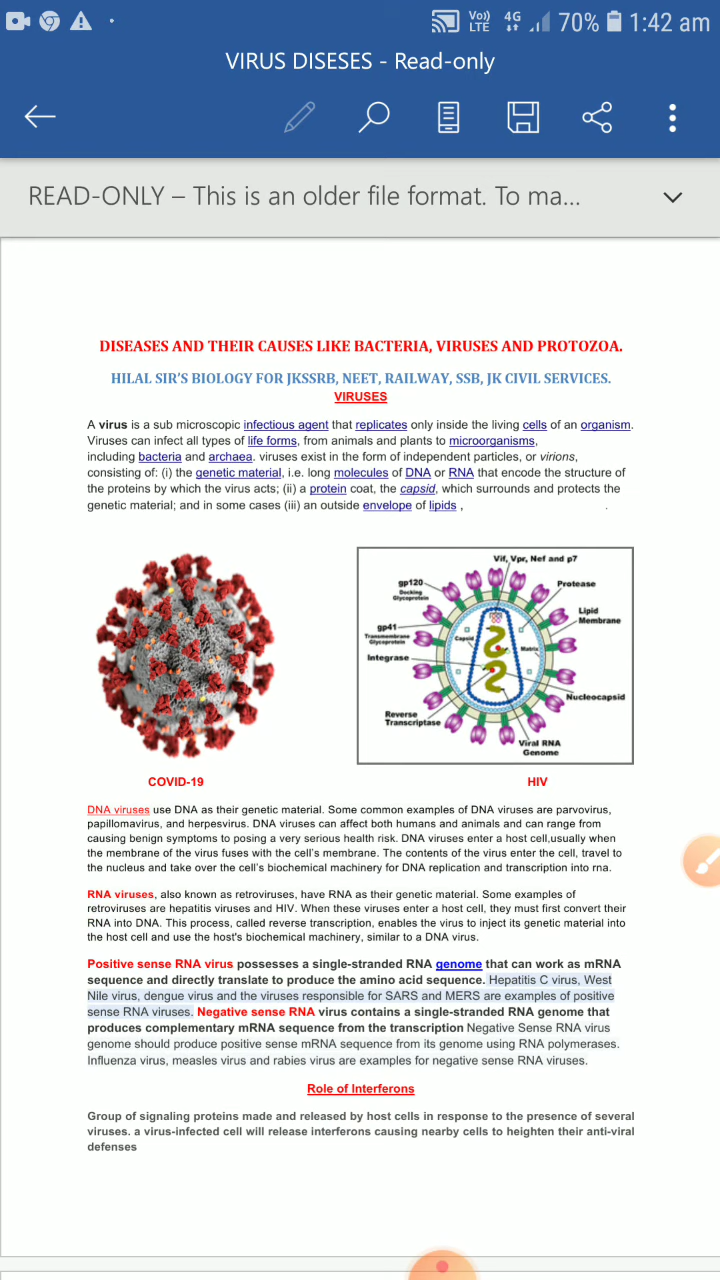 Vo)) LTE 4G 70% 1:42 am
VIRUS DISESES - Read-only
READ-ONLY – This is an older file format. To ma...
DISEASES AND THEIR CAUSES LIKE BACTERIA, VIRUSES AND PROTOZOA.
HILAL SIR'S BIOLOGY FOR JKSSRB, NEET, RAILWAY, SSB, JK CIVIL SERVICES.
VIRUSES
A virus is a sub microscopic infectious agent that replicates only inside the living cells of an organism.
Viruses can infect all types of life forms, from animals and plants to microorganisms,
including bacteria and archaea. viruses exist in the form of independent particles, or virions,
consisting of: (i) the genetic material, i.e. long molecules of DNA or RNA that encode the structure of
the proteins by which the virus acts; (ii) a protein coat, the capsid, which surrounds and protects the
genetic material; and in some cases (iii) an outside envelope of lipids , .
Vif, Vpr, Nef and p7
gp120
Docking
Glycoprotein
Protease
Lipid
Membrane
gp41
Transmembrane
Glycoprotein
Capsid
Matrix
Integrase
Nucleocapsid
Reverse
Transcriptase
Viral RNA
Genome
COVID-19
HIV
DNA viruses use DNA as their genetic material. Some common examples of DNA viruses are parvovirus,
papillomavirus, and herpesvirus. DNA viruses can affect both humans and animals and can range from
causing benign symptoms to posing a very serious health risk. DNA viruses enter a host cell,usually when
the membrane of the virus fuses with the cell's membrane. The contents of the virus enter the cell, travel to
the nucleus and take over the cell's biochemical machinery for DNA replication and transcription into rna.
RNA viruses, also known as retroviruses, have RNA as their genetic material. Some examples of
retroviruses are hepatitis viruses and HIV. When these viruses enter a host cell, they must first convert their
RNA into DNA. This process, called reverse transcription, enables the virus to inject its genetic material into
the host cell and use the host's biochemical machinery, similar to a DNA virus.
Positive sense RNA virus possesses a single-stranded RNA genome that can work as mRNA
sequence and directly translate to produce the amino acid sequence. Hepatitis C virus, West
Nile virus, dengue virus and the viruses responsible for SARS and MERS are examples of positive
sense RNA viruses. Negative sense RNA virus contains a single-stranded RNA genome that
produces complementary mRNA sequence from the transcription Negative Sense RNA virus
genome should produce positive sense mRNA sequence from its genome using RNA polymerases.
Influenza virus, measles virus and rabies virus are examples for negative sense RNA viruses.
Role of Interferons
Group of signaling proteins made and released by host cells in response to the presence of several
viruses. a virus-infected cell will release interferons causing nearby cells to heighten their anti-viral
defenses